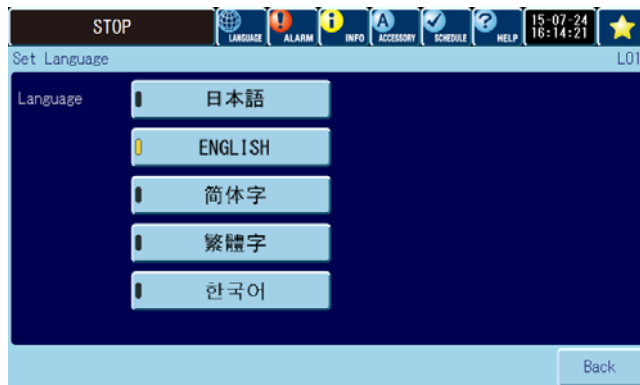 STOP LANGUAGE ALARM INFO ACCESSORY SCHEDULE HELP 15-07-24
16:14:21
Set Language L01
Language 日本語
ENGLISH
简体字
繁體字
한국어
Back